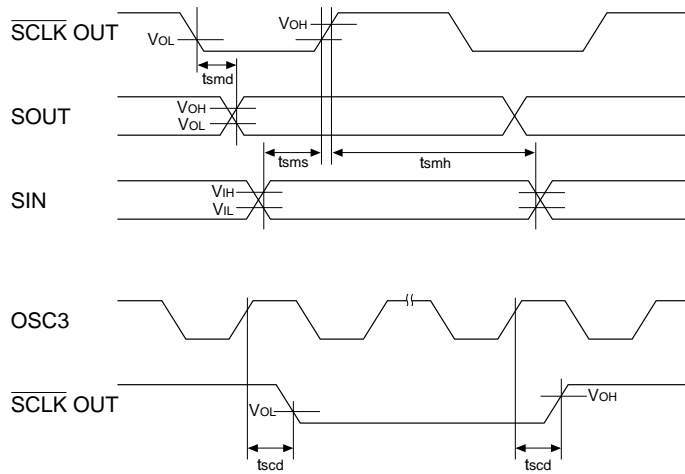 SCLK OUT
VOH
VOL
tsmd
SOUT
VOH
VOL
tsms
tsmh
SIN
VIH
VIL
OSC3
SCLK OUT
VOL
VOH
tscd
tscd